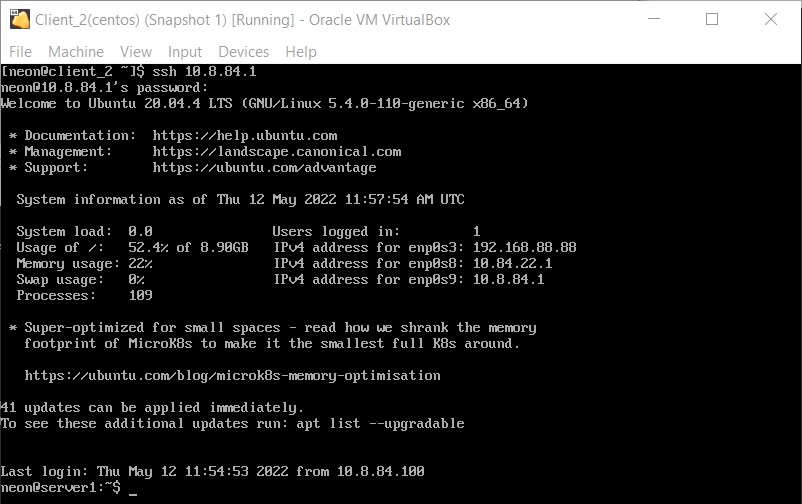 Client_2(centos) (Snapshot 1) [Running] - Oracle VM VirtualBox
File Machine View Input Devices Help
[neon@client_2 ~]$ ssh 10.8.84.1
neon@10.8.84.1's password:
Welcome to Ubuntu 20.04.4 LTS (GNU/Linux 5.4.0-110-generic x86_64)
* Documentation: https://help.ubuntu.com
* Management: https://landscape.canonical.com
* Support: https://ubuntu.com/advantage
System information as of Thu 12 May 2022 11:57:54 AM UTC
System load: 0.0 Users logged in: 1
Usage of /: 52.4% of 8.90GB IPv4 address for enp0s3: 192.168.88.88
Memory usage: 22% IPv4 address for enp0s8: 10.84.22.1
Swap usage: 0% IPv4 address for enp0s9: 10.8.84.1
Processes: 109
* Super-optimized for small spaces - read how we shrank the memory
footprint of MicroK8s to make it the smallest full K8s around.
https://ubuntu.com/blog/microk8s-memory-optimisation
41 updates can be applied immediately.
To see these additional updates run: apt list --upgradable
Last login: Thu May 12 11:54:53 2022 from 10.8.84.100
neon@server1:~$ _